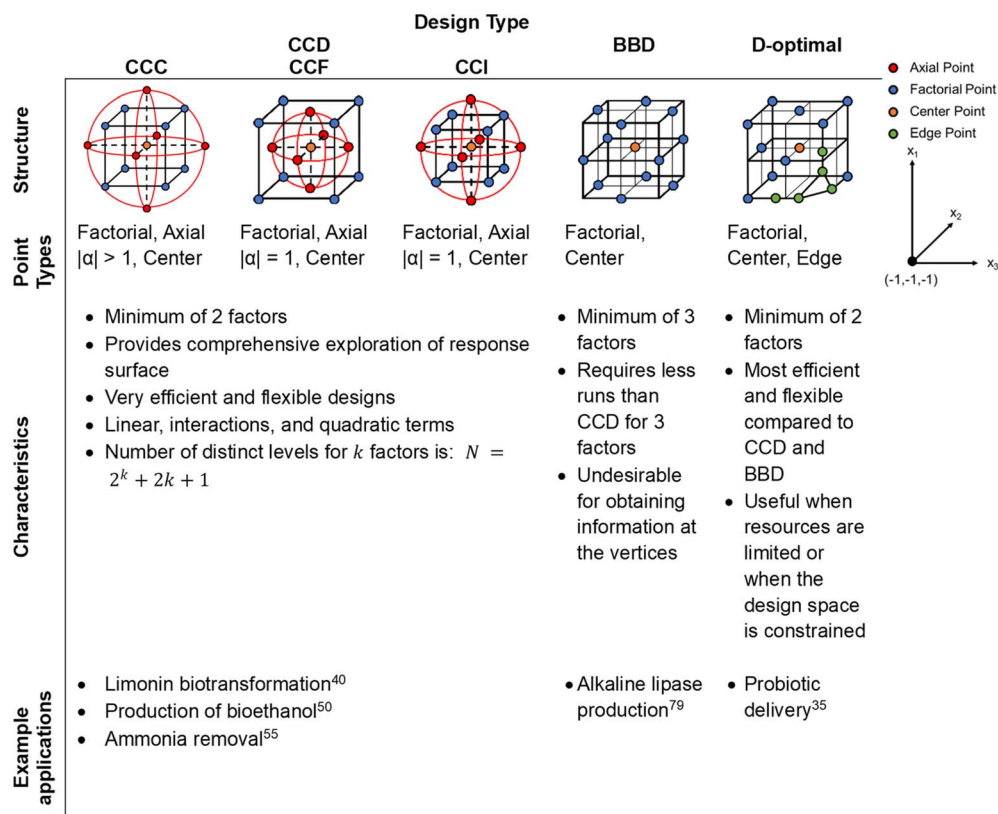 Design Type
CCD
BBD
D-optimal
CCC
CCF
CCI
Axial Point
Factorial Point
Center Point
Edge Point
Structure
x1
x2
x3
(-1,-1,-1)
Point Types
Factorial, Axial
|α| > 1, Center
Factorial, Axial
|α| = 1, Center
Factorial, Axial
|α| = 1, Center
Factorial,
Center
Factorial,
Center, Edge
Characteristics
• Minimum of 2 factors
• Provides comprehensive exploration of response
surface
• Very efficient and flexible designs
• Linear, interactions, and quadratic terms
• Number of distinct levels for k factors is: N =
2^k + 2k + 1
• Minimum of 3
factors
• Requires less
runs than
CCD for 3
factors
• Undesirable
for obtaining
information at
the vertices
• Minimum of 2
factors
• Most efficient
and flexible
compared to
CCD and
BBD
• Useful when
resources are
limited or
when the
design space
is constrained
Example
applications
• Limonin biotransformation40
• Production of bioethanol50
• Ammonia removal55
• Alkaline lipase
production79
• Probiotic
delivery35